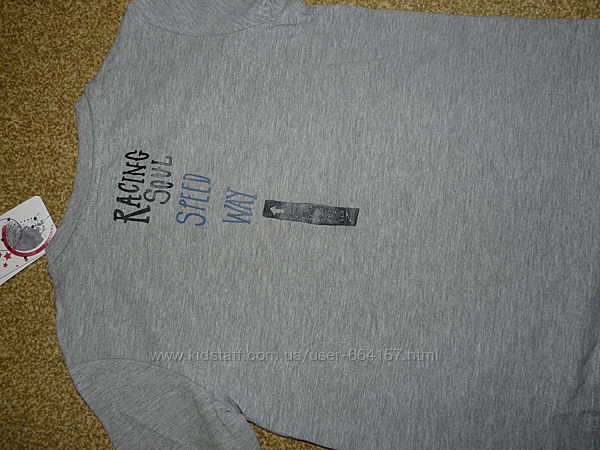 RACING
SOUL
SPEED
WAY
www.kidstaff.com.ua/user-664157.html